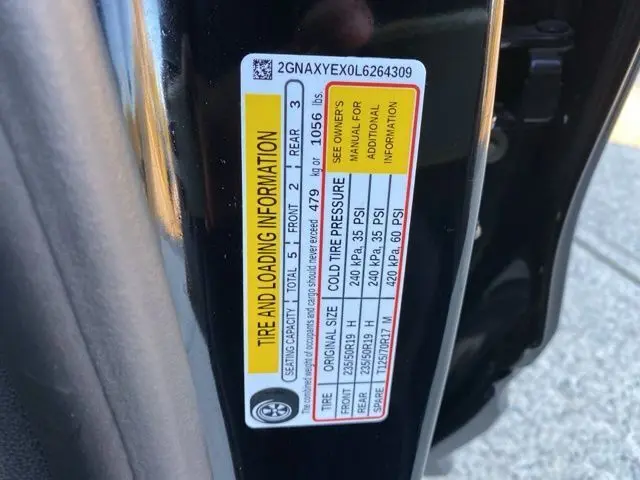 2GNAXYEX0L6264309
TIRE AND LOADING INFORMATION
SEATING CAPACITY | TOTAL 5 | FRONT 2 | REAR 3
The combined weight of occupants and cargo should never exceed 479 kg or 1056 lbs.
TIRE ORIGINAL SIZE COLD TIRE PRESSURE
FRONT 235/50R19 H 240 kPa, 35 PSI
REAR 235/50R19 H 240 kPa, 35 PSI
SPARE T125/70R17 M 420 kPa, 60 PSI
SEE OWNER'S
MANUAL FOR
ADDITIONAL
INFORMATION